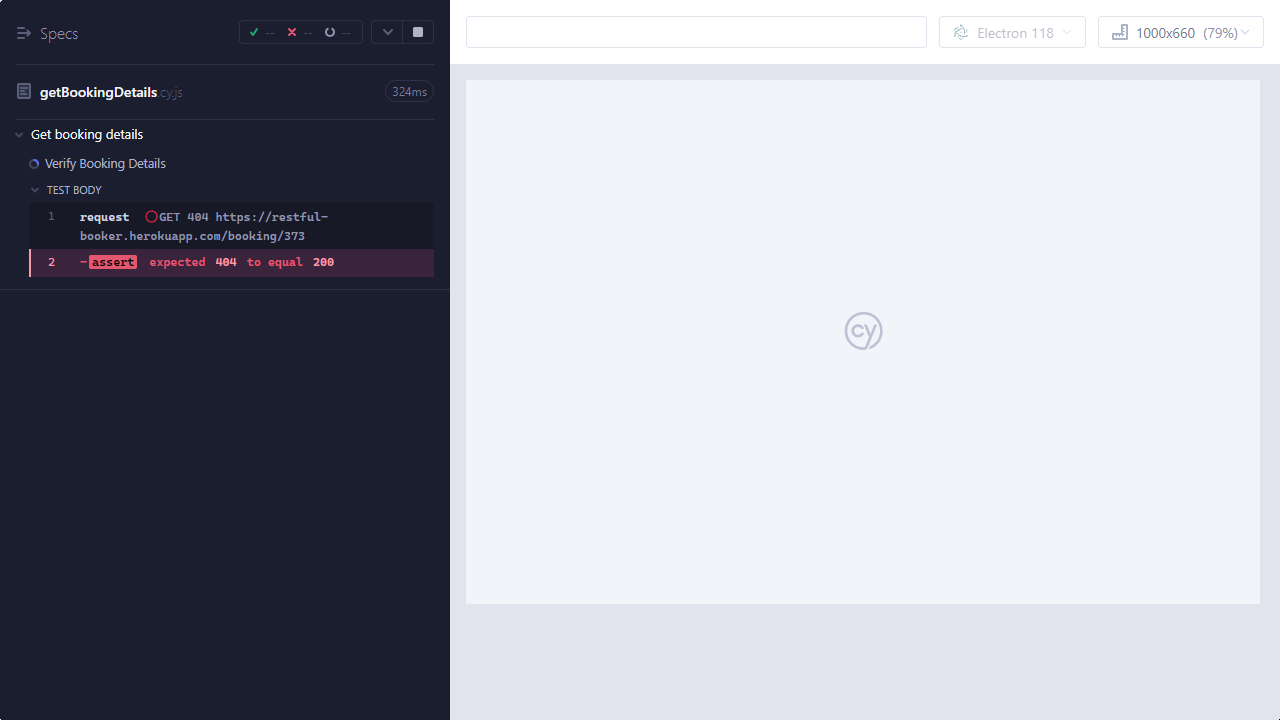 Specs
-- -- --
getBookingDetails.cy.js
324ms
Get booking details
Verify Booking Details
TEST BODY
1 request GET 404 https://restful-
booker.herokuapp.com/booking/373
2 -assert expected 404 to equal 200
Electron 118
1000x660 (79%)
cy